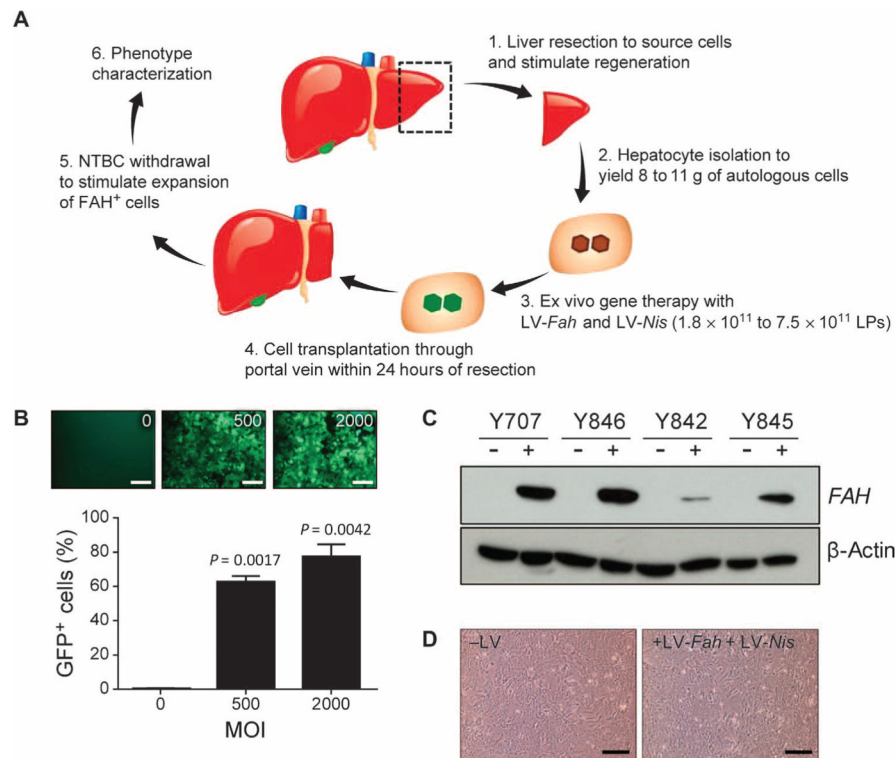 A
1. Liver resection to source cells
and stimulate regeneration
2. Hepatocyte isolation to
yield 8 to 11 g of autologous cells
3. Ex vivo gene therapy with
LV-Fah and LV-Nis (1.8 × 10¹¹ to 7.5 × 10¹¹ LPs)
4. Cell transplantation through
portal vein within 24 hours of resection
5. NTBC withdrawal
to stimulate expansion
of FAH⁺ cells
6. Phenotype
characterization
B
0 500 2000
GFP⁺ cells (%)
100
80
60
40
20
0
P = 0.0017
P = 0.0042
0 500 2000
MOI
C
Y707 Y846 Y842 Y845
- + - + - + - +
FAH
β-Actin
D
–LV
+LV-Fah + LV-Nis